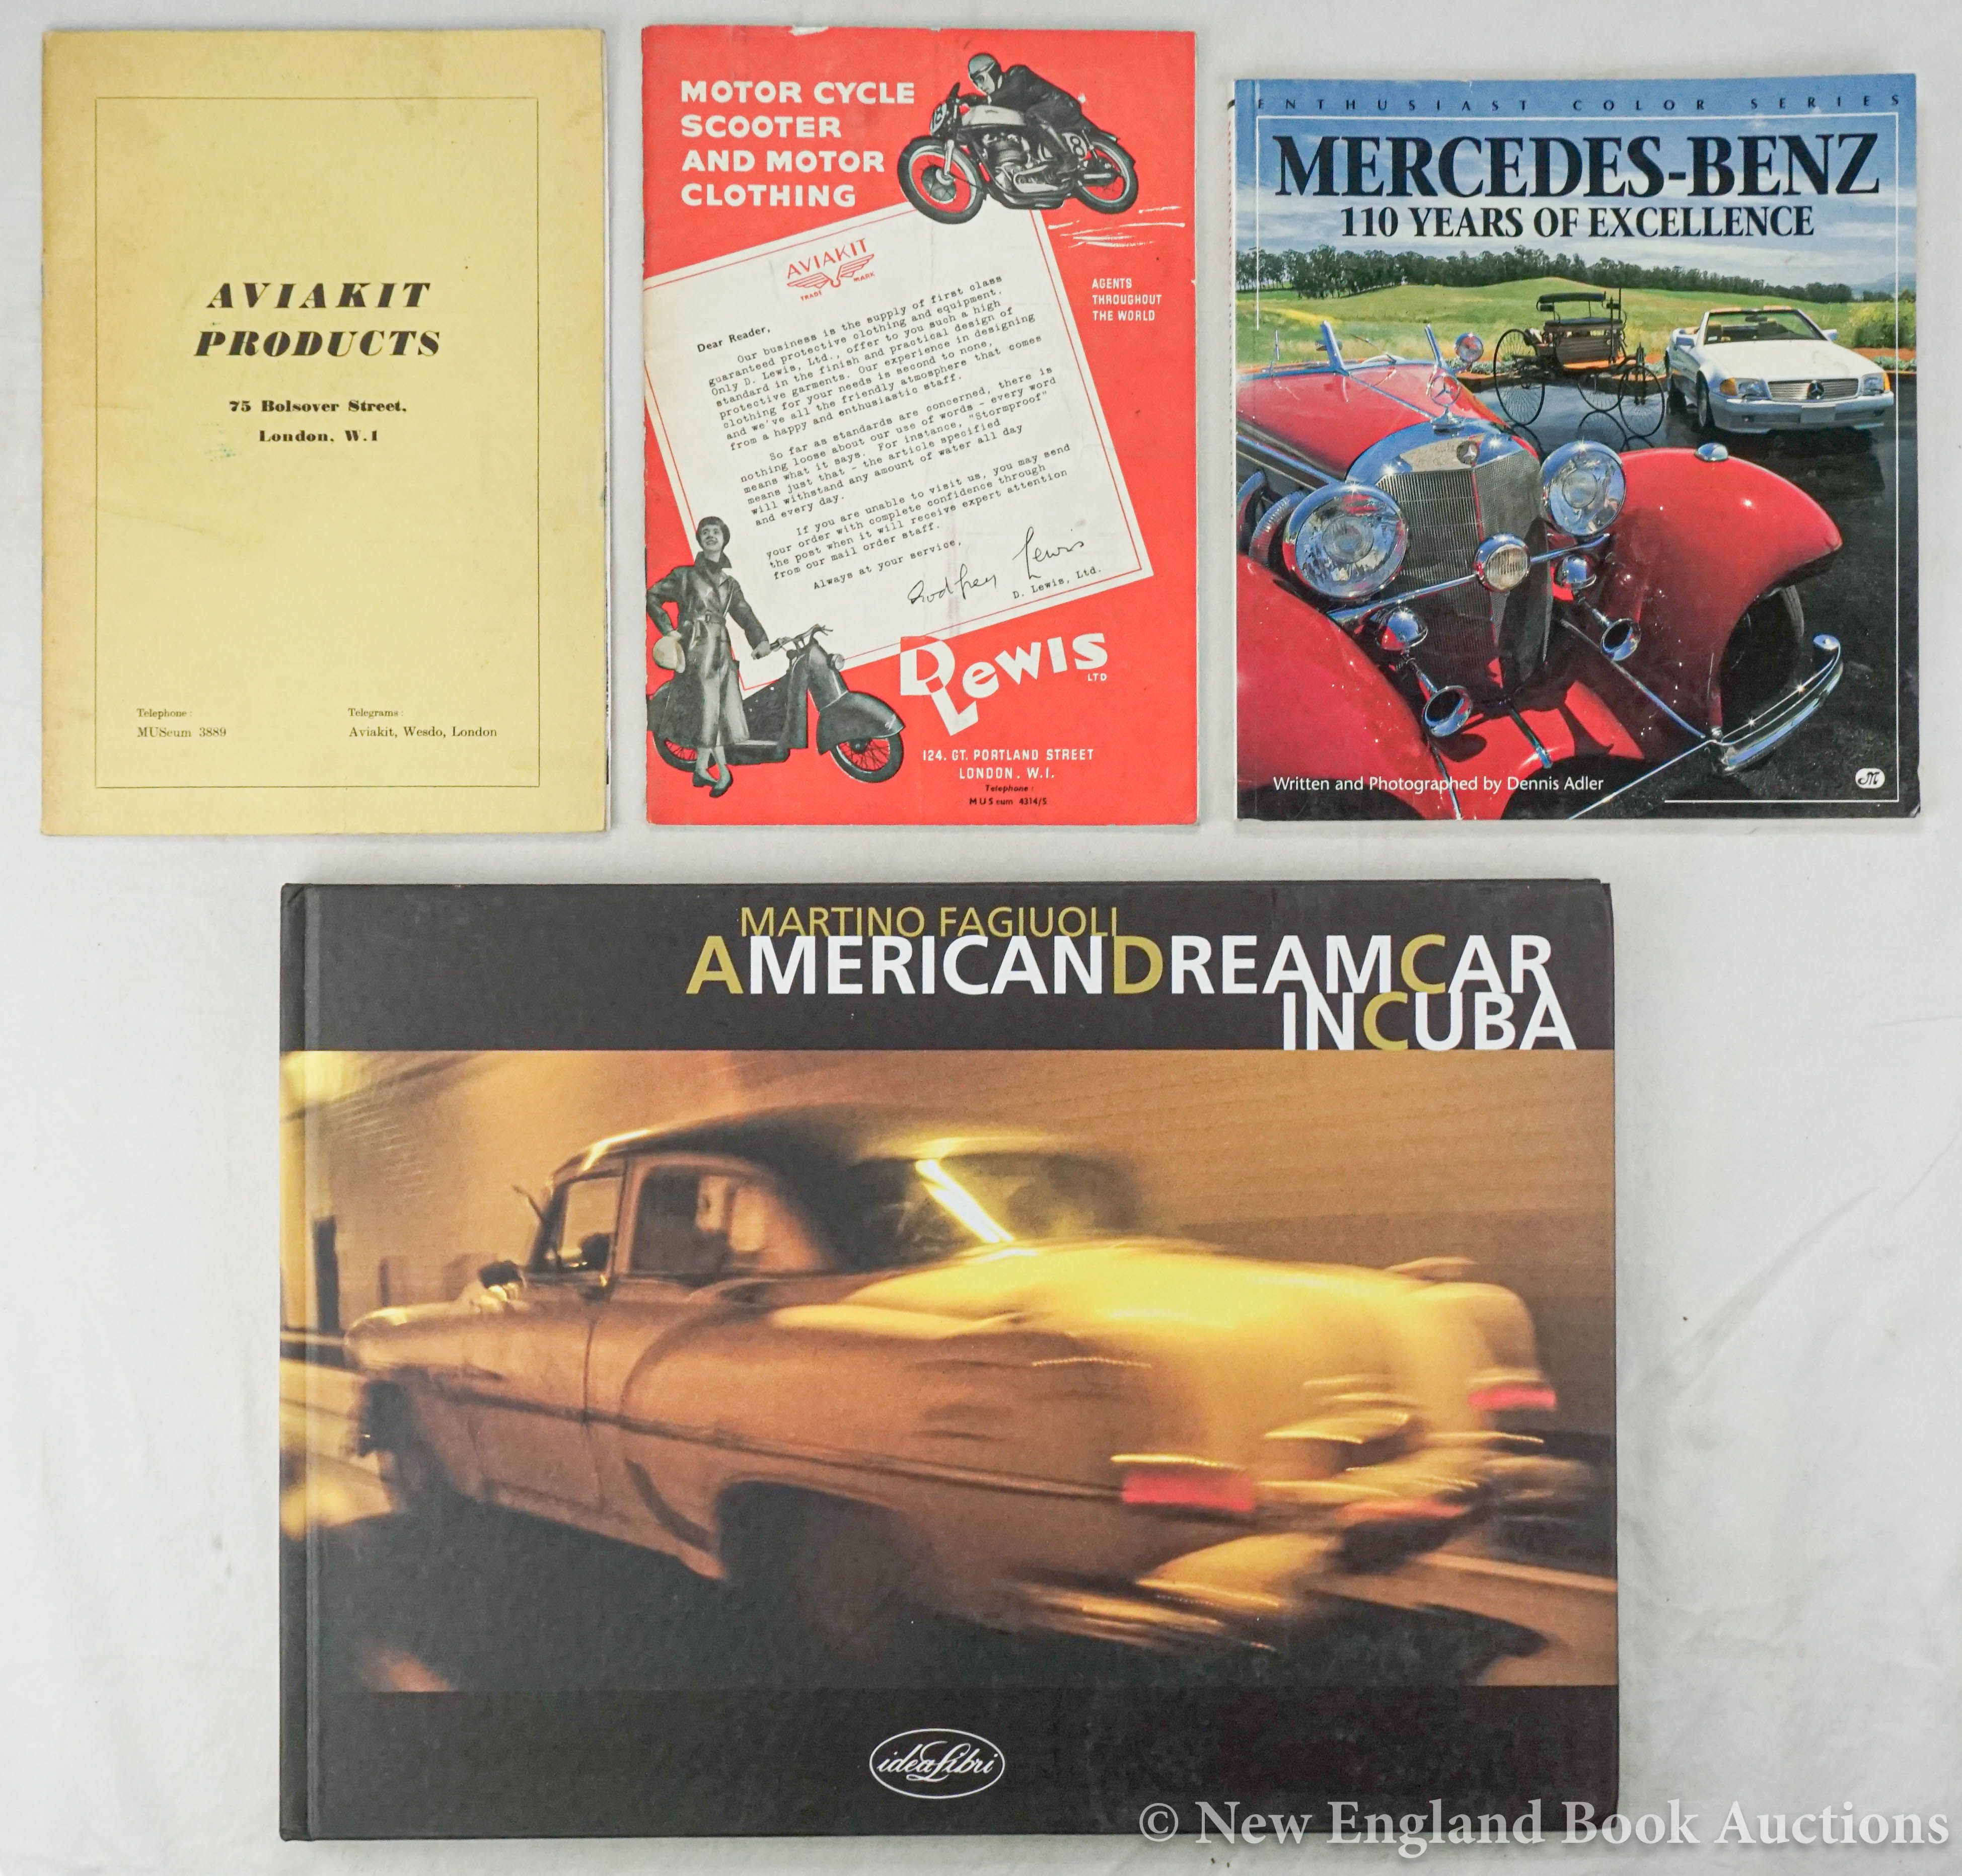 AVIAKIT
PRODUCTS
75 Bolsover Street,
London, W.1
Telephone:
MUSeum 3889
Telegrams:
Aviakit, Wesdo, London
MOTOR CYCLE
SCOOTER
AND MOTOR
CLOTHING
AGENTS
THROUGHOUT
THE WORLD
AVIAKIT
TRADE MARK
Dear Reader,
Our business is the supply of first class
guaranteed protective clothing and equipment.
Only D. Lewis, Ltd., offer to you such a high
standard in the finish and practical design of
protective garments. Our experience in designing
clothing for your needs is second to none,
and we've all the friendly atmosphere that comes
from a happy and enthusiastic staff.
So far as standards are concerned, there is
nothing loose about our use of words - every word
means what it says. For instance, "Stormproof"
means just that - the article specified
will withstand any amount of water all day
and every day.
If you are unable to visit us, you may send
your order with complete confidence through
the post when it will receive expert attention
from our mail order staff.
Always at your service,
Rodfrey Lewis
D. Lewis, Ltd.
D Lewis
LTD
124. GT. PORTLAND STREET
LONDON. W.I.
Telephone:
MUSeum 4314/5
ENTHUSIAST COLOR SERIES
MERCEDES-BENZ
110 YEARS OF EXCELLENCE
Written and Photographed by Dennis Adler
M
MARTINO FAGIUOLI
AMERICANDREAMCAR
INCUBA
ideaLibri
© New England Book Auctions